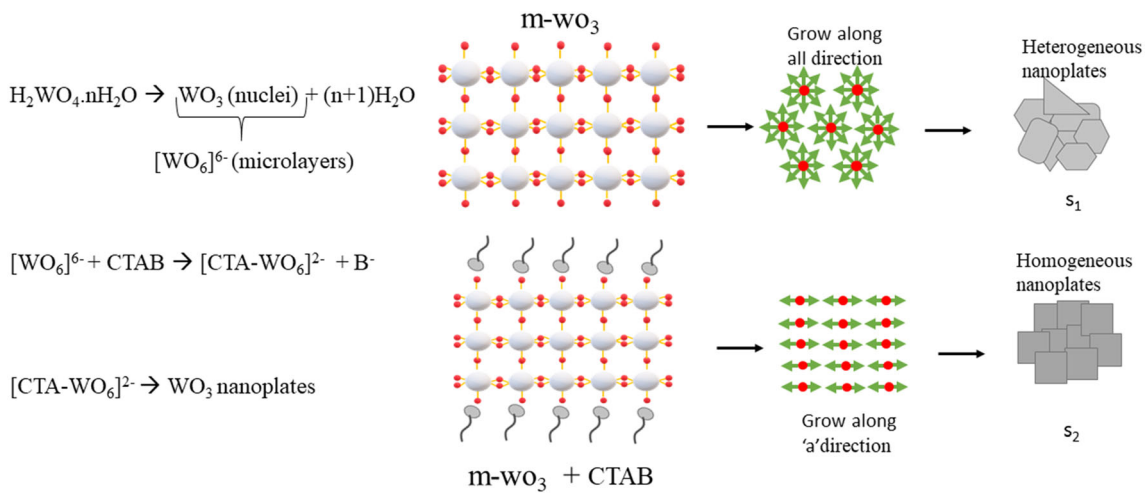 m-wo₃
H₂WO₄.nH₂O → WO₃ (nuclei) + (n+1)H₂O
[WO₆]⁶⁻ (microlayers)
Grow along
all direction
Heterogeneous
nanoplates
s₁
[WO₆]⁶⁻ + CTAB → [CTA-WO₆]²⁻ + B⁻
[CTA-WO₆]²⁻ → WO₃ nanoplates
m-wo₃ + CTAB
Grow along
'a'direction
Homogeneous
nanoplates
s₂